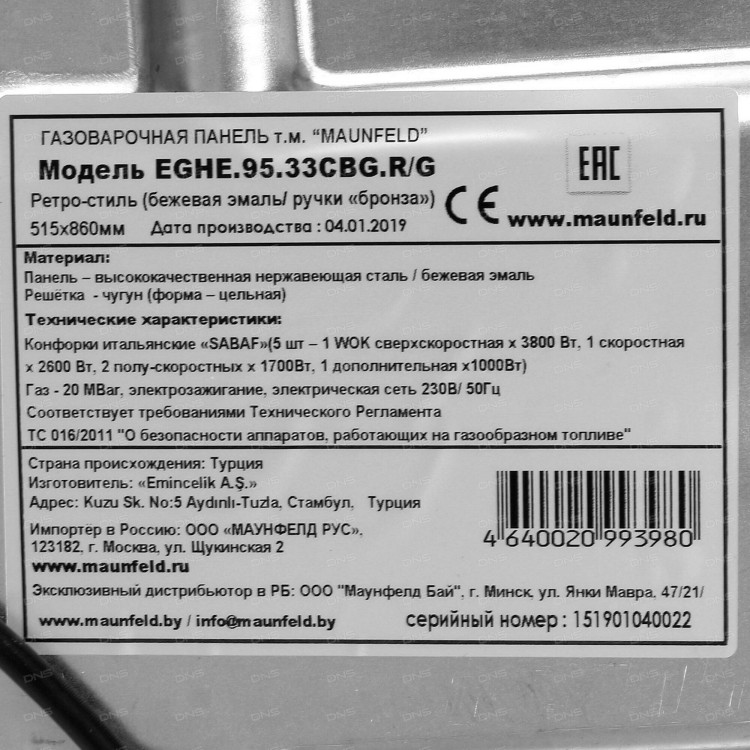 ГАЗОВАРОЧНАЯ ПАНЕЛЬ т.м. “MAUNFELD”
Модель EGHE.95.33CBG.R/G
EAC
Ретро-стиль (бежевая эмаль/ ручки «бронза»)
CE
www.maunfeld.ru
515x860мм Дата производства : 04.01.2019
Материал:
Панель – высококачественная нержавеющая сталь / бежевая эмаль
Решётка - чугун (форма – цельная)
Технические характеристики:
Конфорки итальянские «SABAF»(5 шт – 1 WOK сверхскоростная x 3800 Вт, 1 скоростная
x 2600 Вт, 2 полу-скоростных x 1700Вт, 1 дополнительная x1000Вт)
Газ - 20 MBar, электрозажигание, электрическая сеть 230В/ 50Гц
Соответствует требованиями Технического Регламента
ТС 016/2011 "О безопасности аппаратов, работающих на газообразном топливе"
Страна происхождения: Турция
Изготовитель: «Emincelik A.Ş.»
Адрес: Kuzu Sk. No:5 Aydınlı-Tuzla, Стамбул, Турция
Импортёр в Россию: ООО «МАУНФЕЛД РУС»,
123182, г. Москва, ул. Щукинская 2
www.maunfeld.ru
4 640020 993980
Эксклюзивный дистрибьютор в РБ: ООО "Маунфелд Бай", г. Минск, ул. Янки Мавра, 47/21/
www.maunfeld.by / info@maunfeld.by
серийный номер : 151901040022